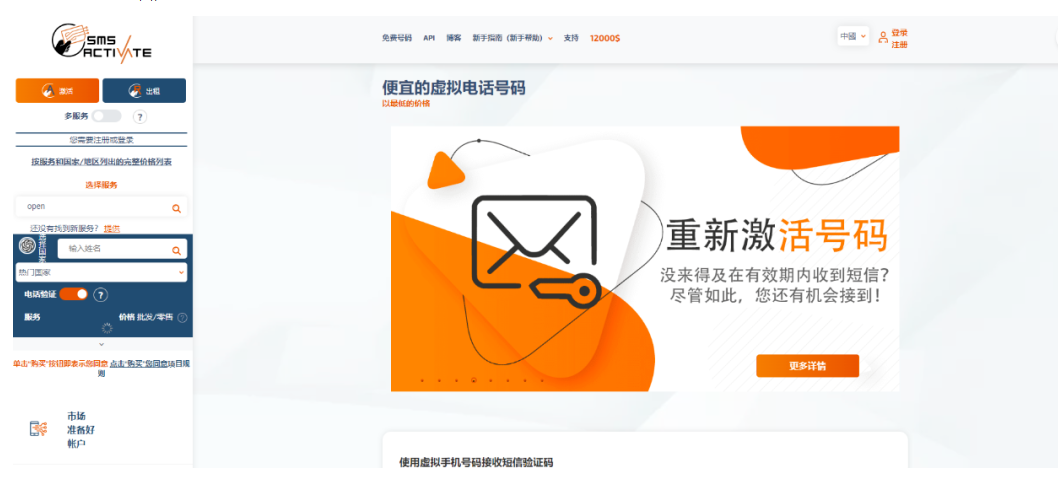 SMS
ACTIVATE
免费号码 API 博客 新手指南 (新手帮助) 支持 12000$
中國
登录
注册
激活
出租
多服务 ?
您需要注册或登录
按服务和国家/地区列出的完整价格列表
选择服务
open
还没有找到新服务? 提供
选择国家
输入姓名
热门国家
电话验证 ?
服务 价格 批发/零售 ?
单击"购买"按钮即表示您同意 点击"购买"您同意项目规
则
市场
准备好
帐户
便宜的虚拟电话号码
以最低的价格
重新激活号码
没来得及在有效期内收到短信?
尽管如此, 您还有机会接到!
更多详情
使用虚拟手机号码接收短信验证码